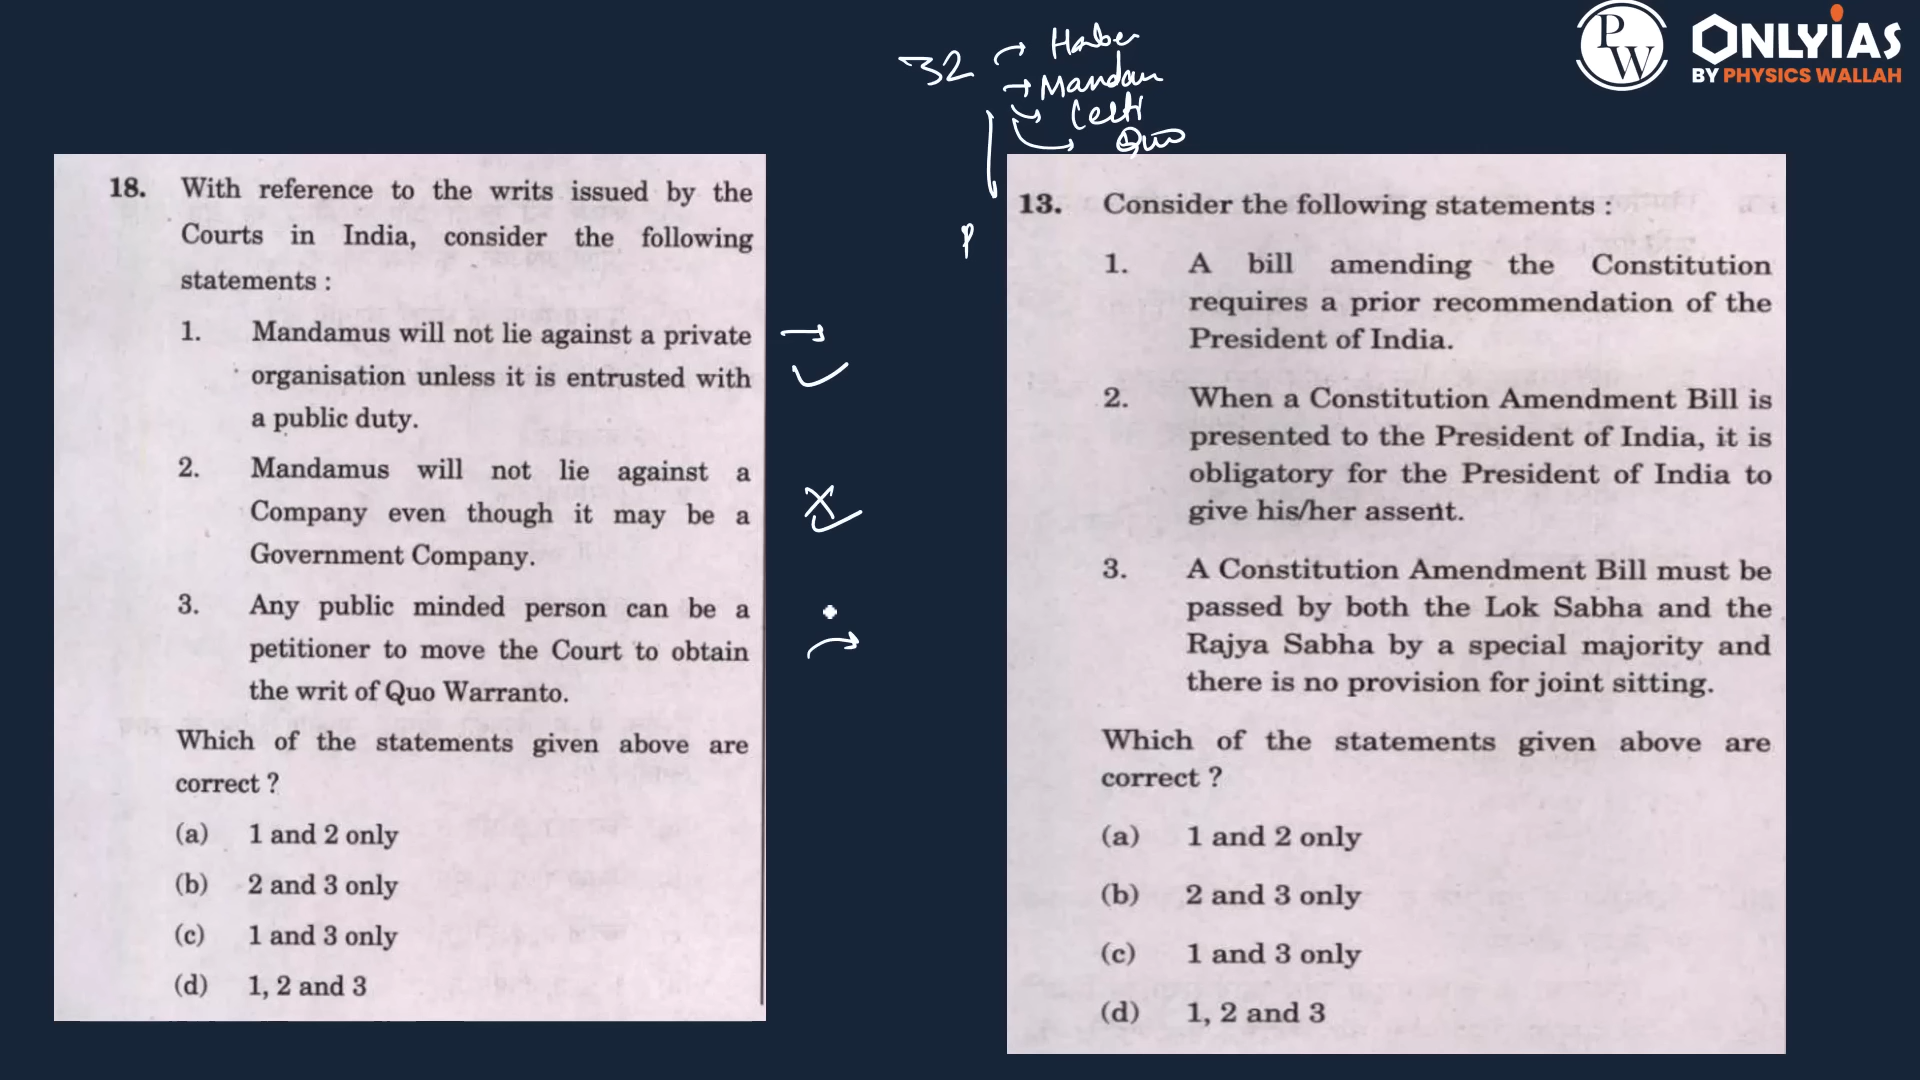 32
Haber
Mandam
Certi
Quo
P
PW
ONLYIAS
BY PHYSICS WALLAH
18. With reference to the writs issued by the
Courts in India, consider the following
statements :
1. Mandamus will not lie against a private
organisation unless it is entrusted with
a public duty.
2. Mandamus will not lie against a
Company even though it may be a
Government Company.
3. Any public minded person can be a
petitioner to move the Court to obtain
the writ of Quo Warranto.
Which of the statements given above are
correct ?
(a) 1 and 2 only
(b) 2 and 3 only
(c) 1 and 3 only
(d) 1, 2 and 3
13. Consider the following statements :
1. A bill amending the Constitution
requires a prior recommendation of the
President of India.
2. When a Constitution Amendment Bill is
presented to the President of India, it is
obligatory for the President of India to
give his/her assent.
3. A Constitution Amendment Bill must be
passed by both the Lok Sabha and the
Rajya Sabha by a special majority and
there is no provision for joint sitting.
Which of the statements given above are
correct ?
(a) 1 and 2 only
(b) 2 and 3 only
(c) 1 and 3 only
(d) 1, 2 and 3